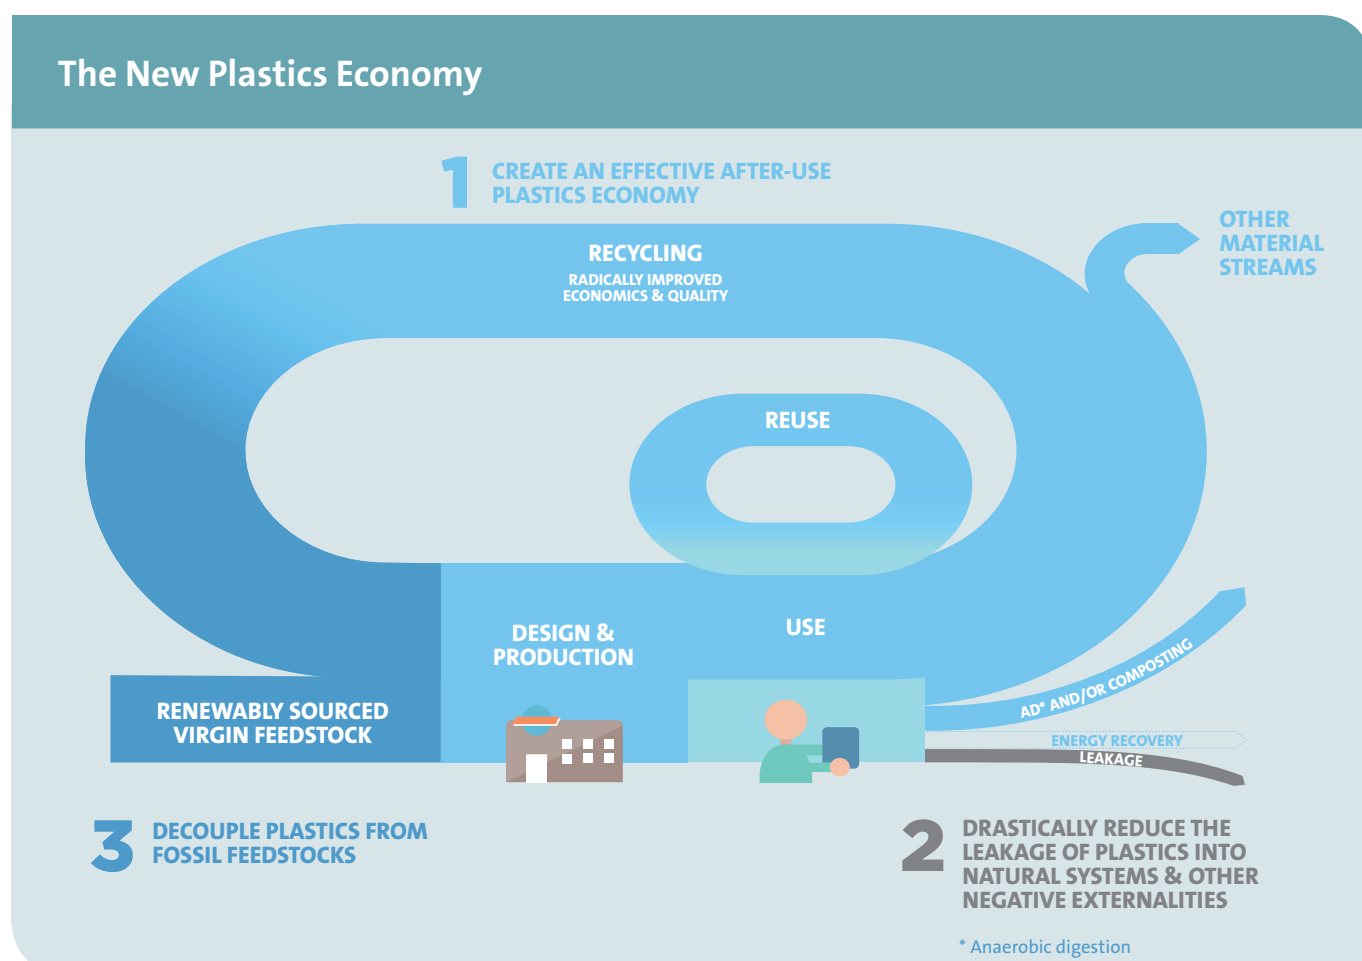 The New Plastics Economy
1
CREATE AN EFFECTIVE AFTER-USE
PLASTICS ECONOMY
RECYCLING
RADICALLY IMPROVED
ECONOMICS & QUALITY
OTHER
MATERIAL
STREAMS
REUSE
DESIGN &
PRODUCTION
USE
RENEWABLY SOURCED
VIRGIN FEEDSTOCK
AD* AND/OR COMPOSTING
ENERGY RECOVERY
LEAKAGE
3
DECOUPLE PLASTICS FROM
FOSSIL FEEDSTOCKS
2
DRASTICALLY REDUCE THE
LEAKAGE OF PLASTICS INTO
NATURAL SYSTEMS & OTHER
NEGATIVE EXTERNALITIES
* Anaerobic digestion